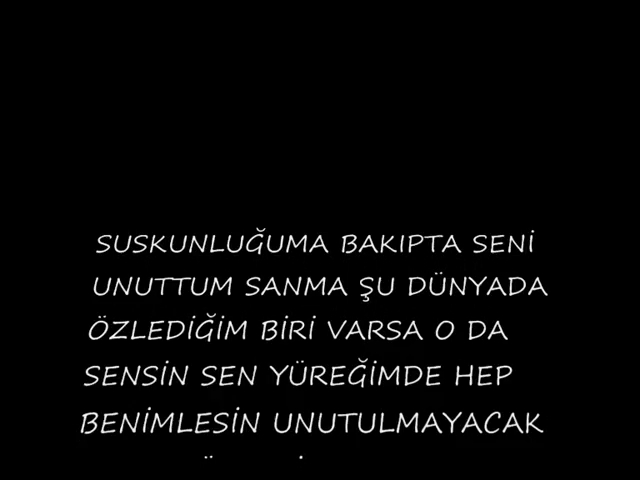 SUSKUNLUĞUMA BAKIPTA SENİ
UNUTTUM SANMA ŞU DÜNYADA
ÖZLEDİĞİM BİRİ VARSA O DA
SENSİN SEN YÜREĞİMDE HEP
BENİMLESİN UNUTULMAYACAK